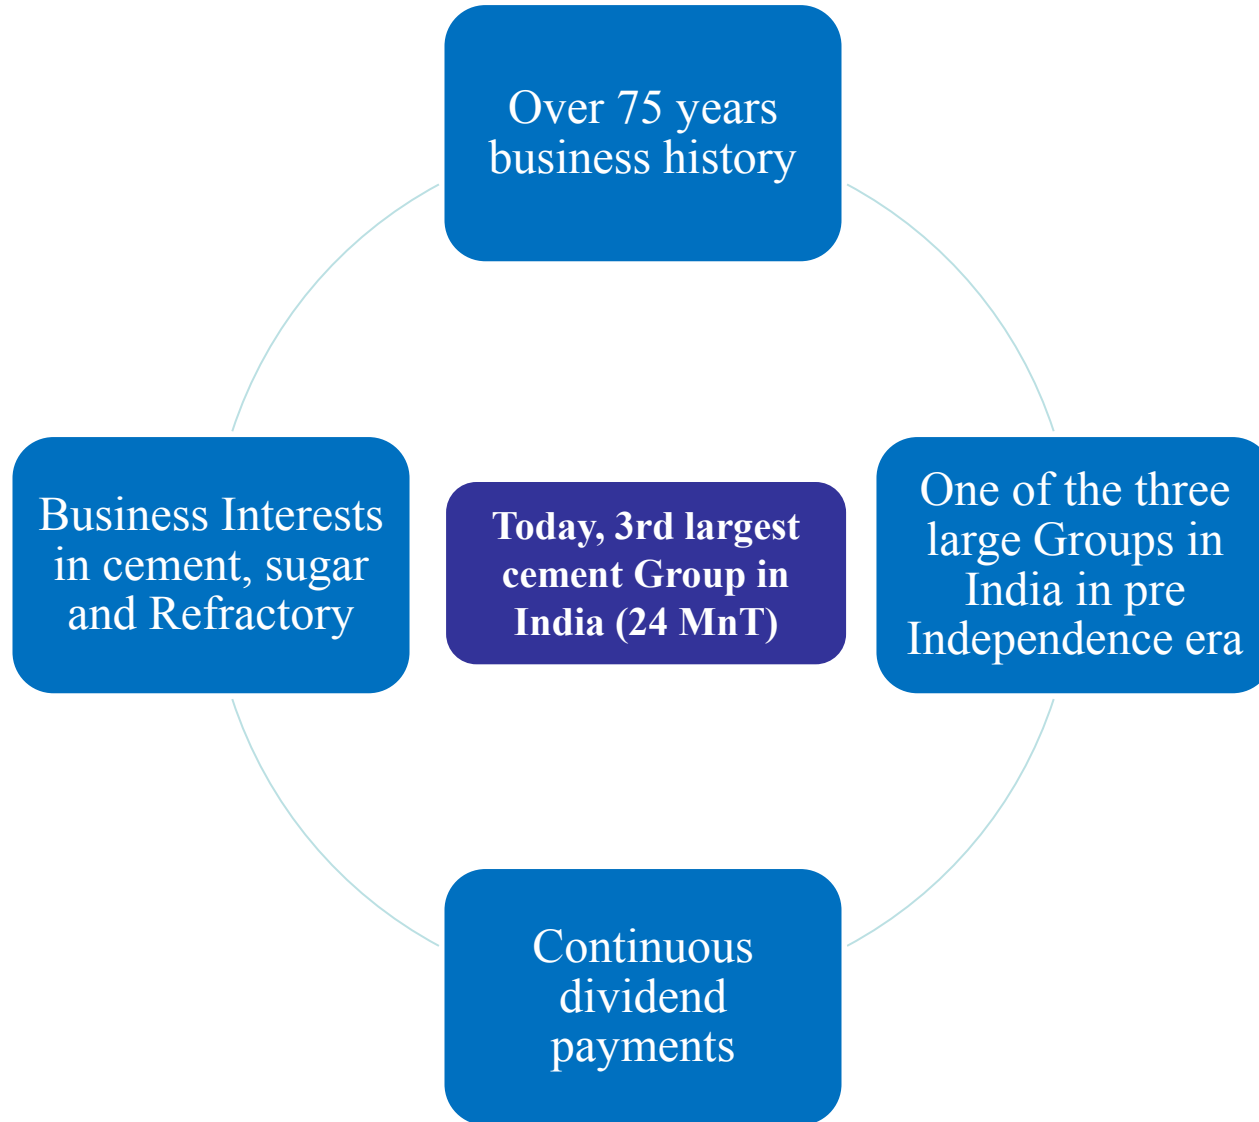 Over 75 years
business history
Business Interests
in cement, sugar
and Refractory
Today, 3rd largest
cement Group in
India (24 MnT)
One of the three
large Groups in
India in pre
Independence era
Continuous
dividend
payments